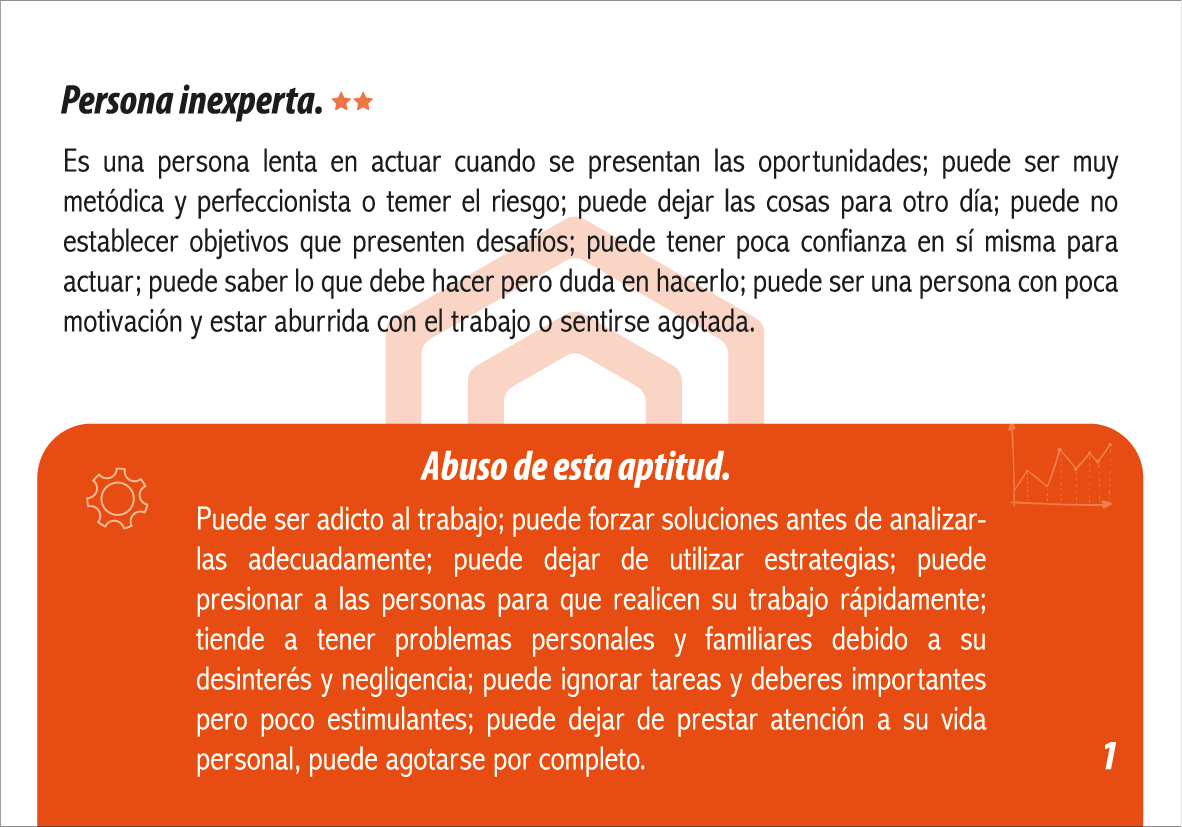 Persona inexperta.
Es una persona lenta en actuar cuando se presentan las oportunidades; puede ser muy
metódica y perfeccionista o temer el riesgo; puede dejar las cosas para otro día; puede no
establecer objetivos que presenten desafíos; puede tener poca confianza en sí misma para
actuar; puede saber lo que debe hacer pero duda en hacerlo; puede ser una persona con poca
motivación y estar aburrida con el trabajo o sentirse agotada.
Abuso de esta aptitud.
Puede ser adicto al trabajo; puede forzar soluciones antes de analizar-
las adecuadamente; puede dejar de utilizar estrategias; puede
presionar a las personas para que realicen su trabajo rápidamente;
tiende a tener problemas personales y familiares debido a su
desinterés y negligencia; puede ignorar tareas y deberes importantes
pero poco estimulantes; puede dejar de prestar atención a su vida
personal, puede agotarse por completo.
1